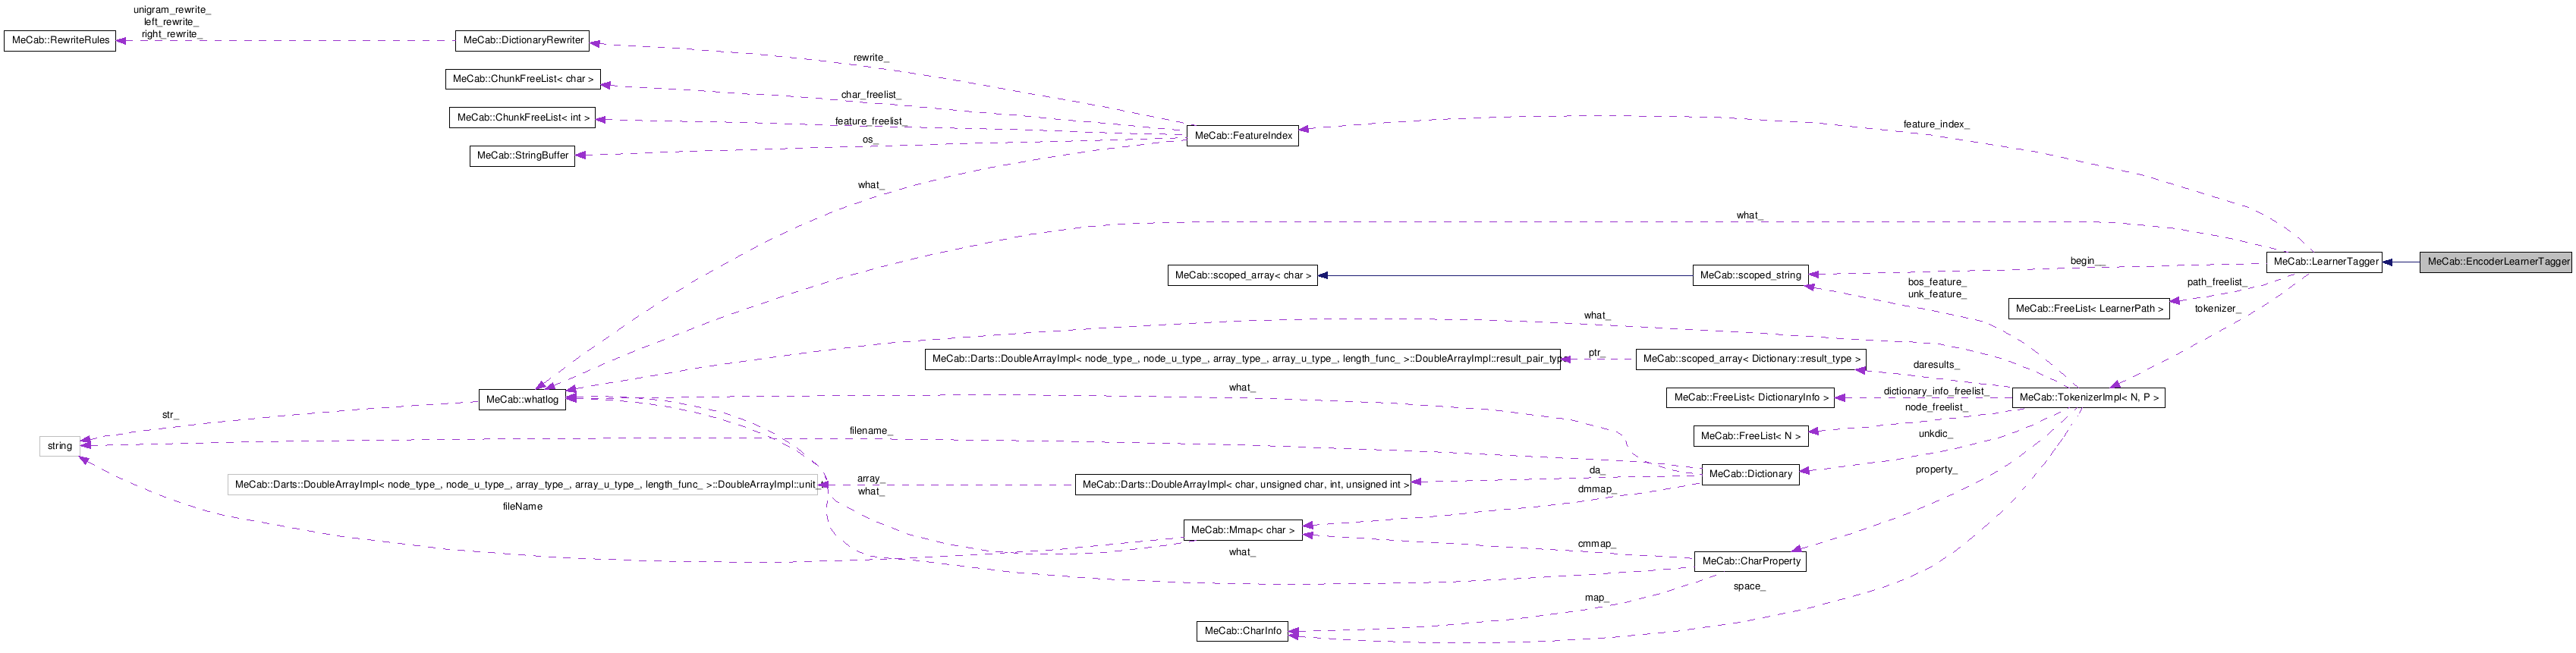 unigram_rewrite_
left_rewrite_
right_rewrite_
MeCab::RewriteRules
MeCab::DictionaryRewriter
rewrite_
MeCab::ChunkFreeList< char >
char_freelist_
MeCab::ChunkFreeList< int >
feature_freelist_
MeCab::FeatureIndex
feature_index_
os_
MeCab::StringBuffer
what_
what_
MeCab::LearnerTagger
MeCab::EncoderLearnerTagger
begin__
MeCab::scoped_array< char >
MeCab::scoped_string
bos_feature_
unk_feature_
path_freelist_
MeCab::FreeList< LearnerPath >
tokenizer_
what_
MeCab::Darts::DoubleArrayImpl< node_type_, node_u_type_, array_type_, array_u_type_, length_func_ >::DoubleArrayImpl::result_pair_type
ptr_
MeCab::scoped_array< Dictionary::result_type >
daresults_
what_
MeCab::whatlog
MeCab::FreeList< DictionaryInfo >
dictionary_info_freelist_
MeCab::TokenizerImpl< N, P >
node_freelist_
str_
filename_
MeCab::FreeList< N >
unkdic_
string
MeCab::Dictionary
property_
da_
MeCab::Darts::DoubleArrayImpl< node_type_, node_u_type_, array_type_, array_u_type_, length_func_ >::DoubleArrayImpl::unit_t
array_
what_
MeCab::Darts::DoubleArrayImpl< char, unsigned char, int, unsigned int >
dmmap_
fileName
MeCab::Mmap< char >
cmmap_
what_
MeCab::CharProperty
space_
map_
MeCab::CharInfo